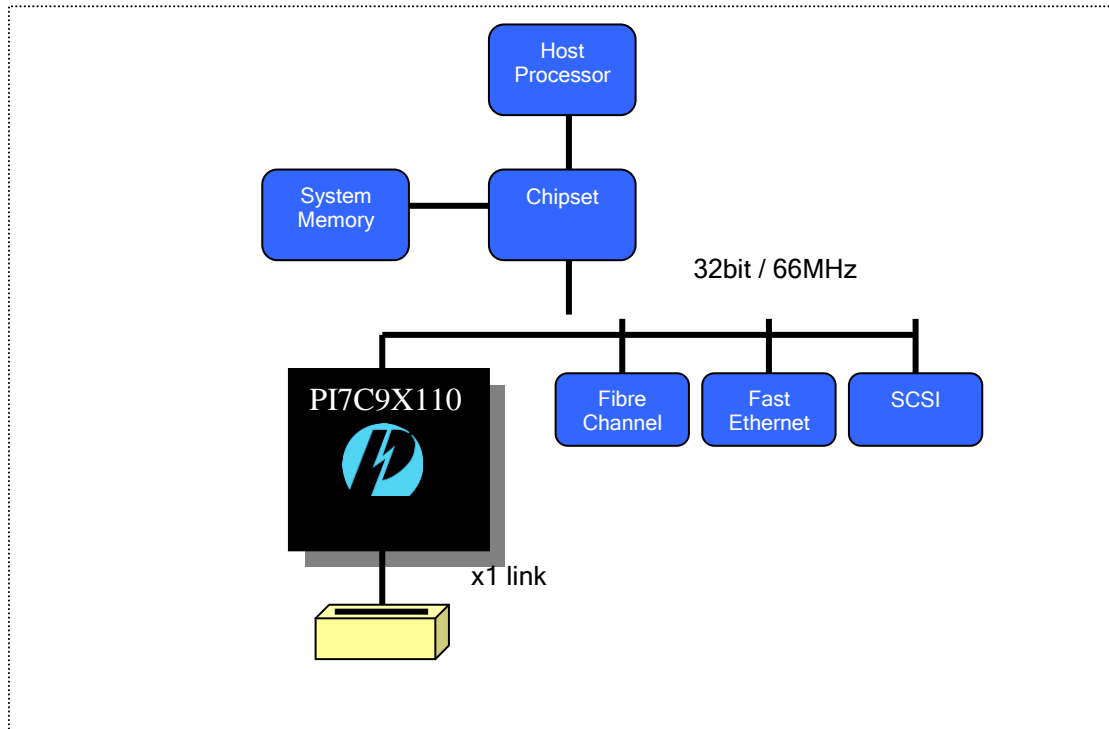 Host
Processor
System
Memory
Chipset
32bit / 66MHz
PI7C9X110
Fibre
Channel
Fast
Ethernet
SCSI
x1 link